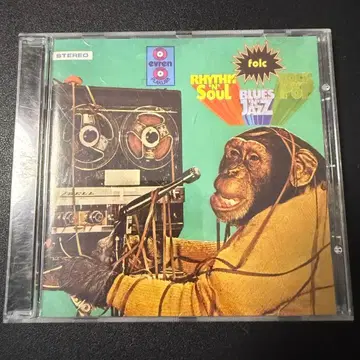 STEREO
evren
folc
RHYTHM
'N'
SOUL
BLUES
JAZZ
POP